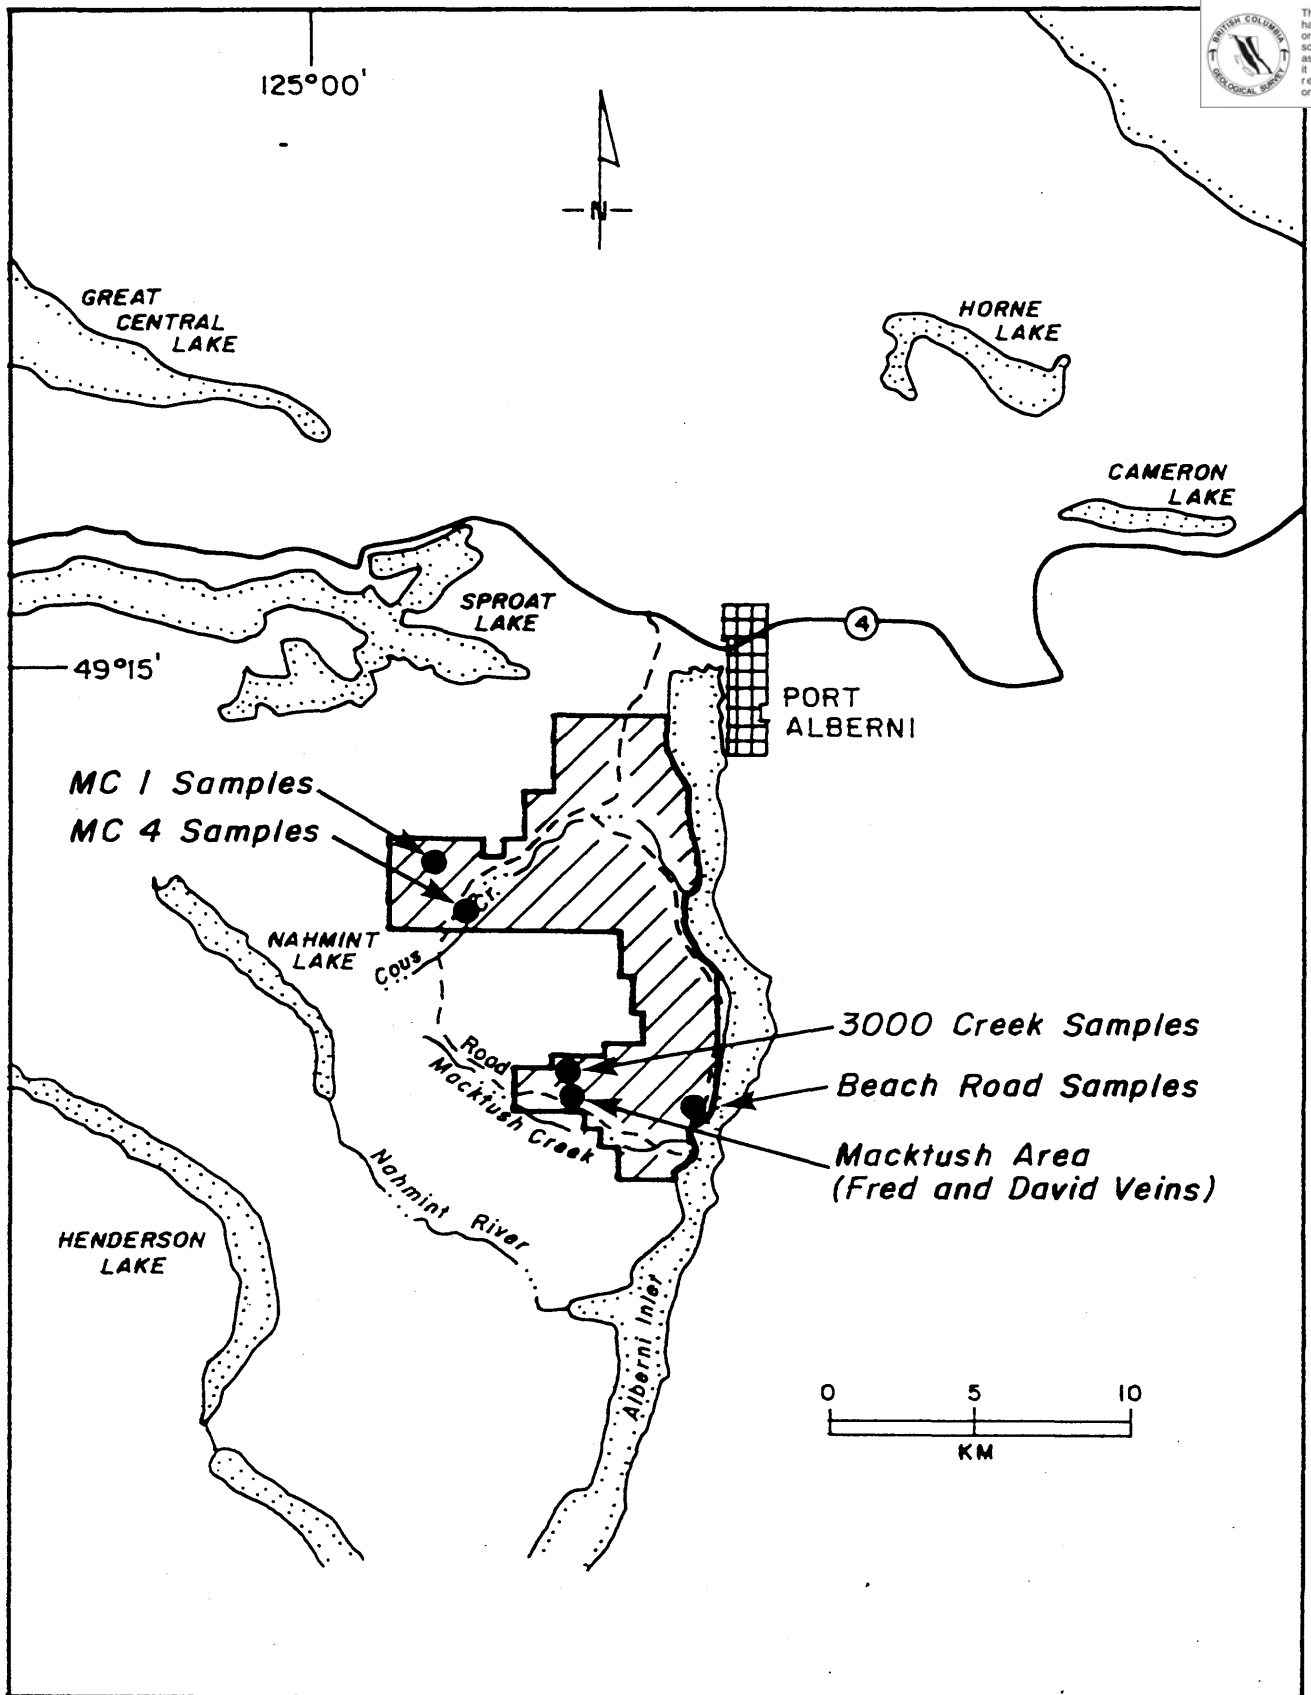 BRITISH COLUMBIA
GEOLOGICAL SURVEY
125°00'
N
GREAT
CENTRAL
LAKE
HORNE
LAKE
CAMERON
LAKE
SPROAT
LAKE
4
49°15'
PORT
ALBERNI
MC 1 Samples
MC 4 Samples
Cr.
NAHMINT
LAKE
Cous
3000 Creek Samples
Road
Macktush Creek
Beach Road Samples
Macktush Area
(Fred and David Veins)
Nahmint River
HENDERSON
LAKE
Alberni Inlet
0 5 10
KM